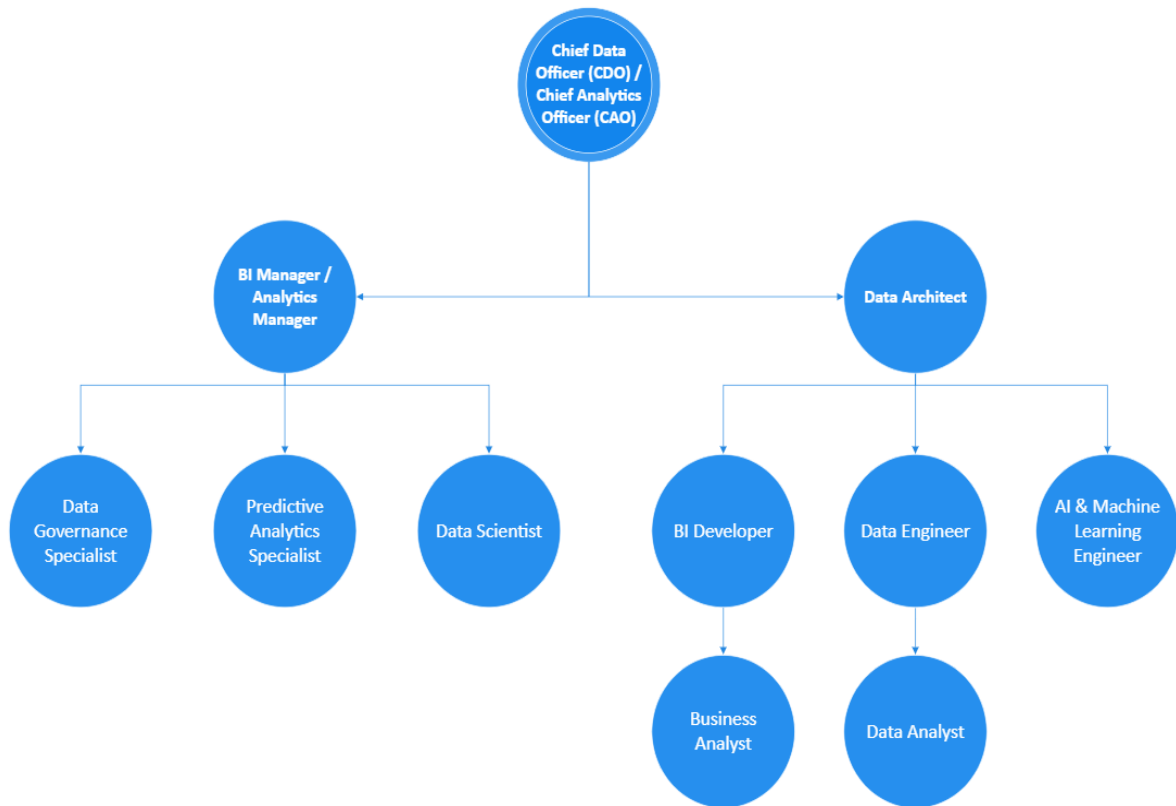 Chief Data
Officer (CDO) /
Chief Analytics
Officer (CAO)
BI Manager /
Analytics
Manager
Data Architect
Data
Governance
Specialist
Predictive
Analytics
Specialist
Data Scientist
BI Developer
Data Engineer
AI & Machine
Learning
Engineer
Business
Analyst
Data Analyst